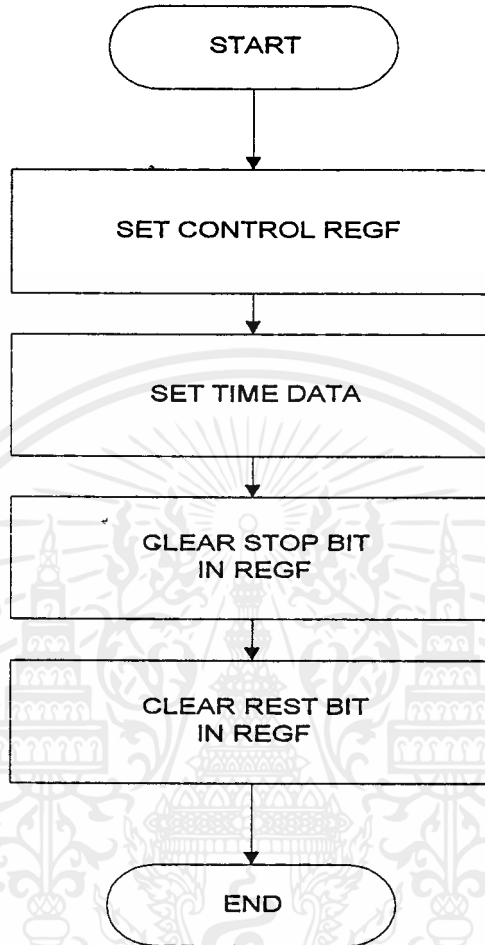 START
SET CONTROL REGF
SET TIME DATA
CLEAR STOP BIT
IN REGF
CLEAR REST BIT
IN REGF
END